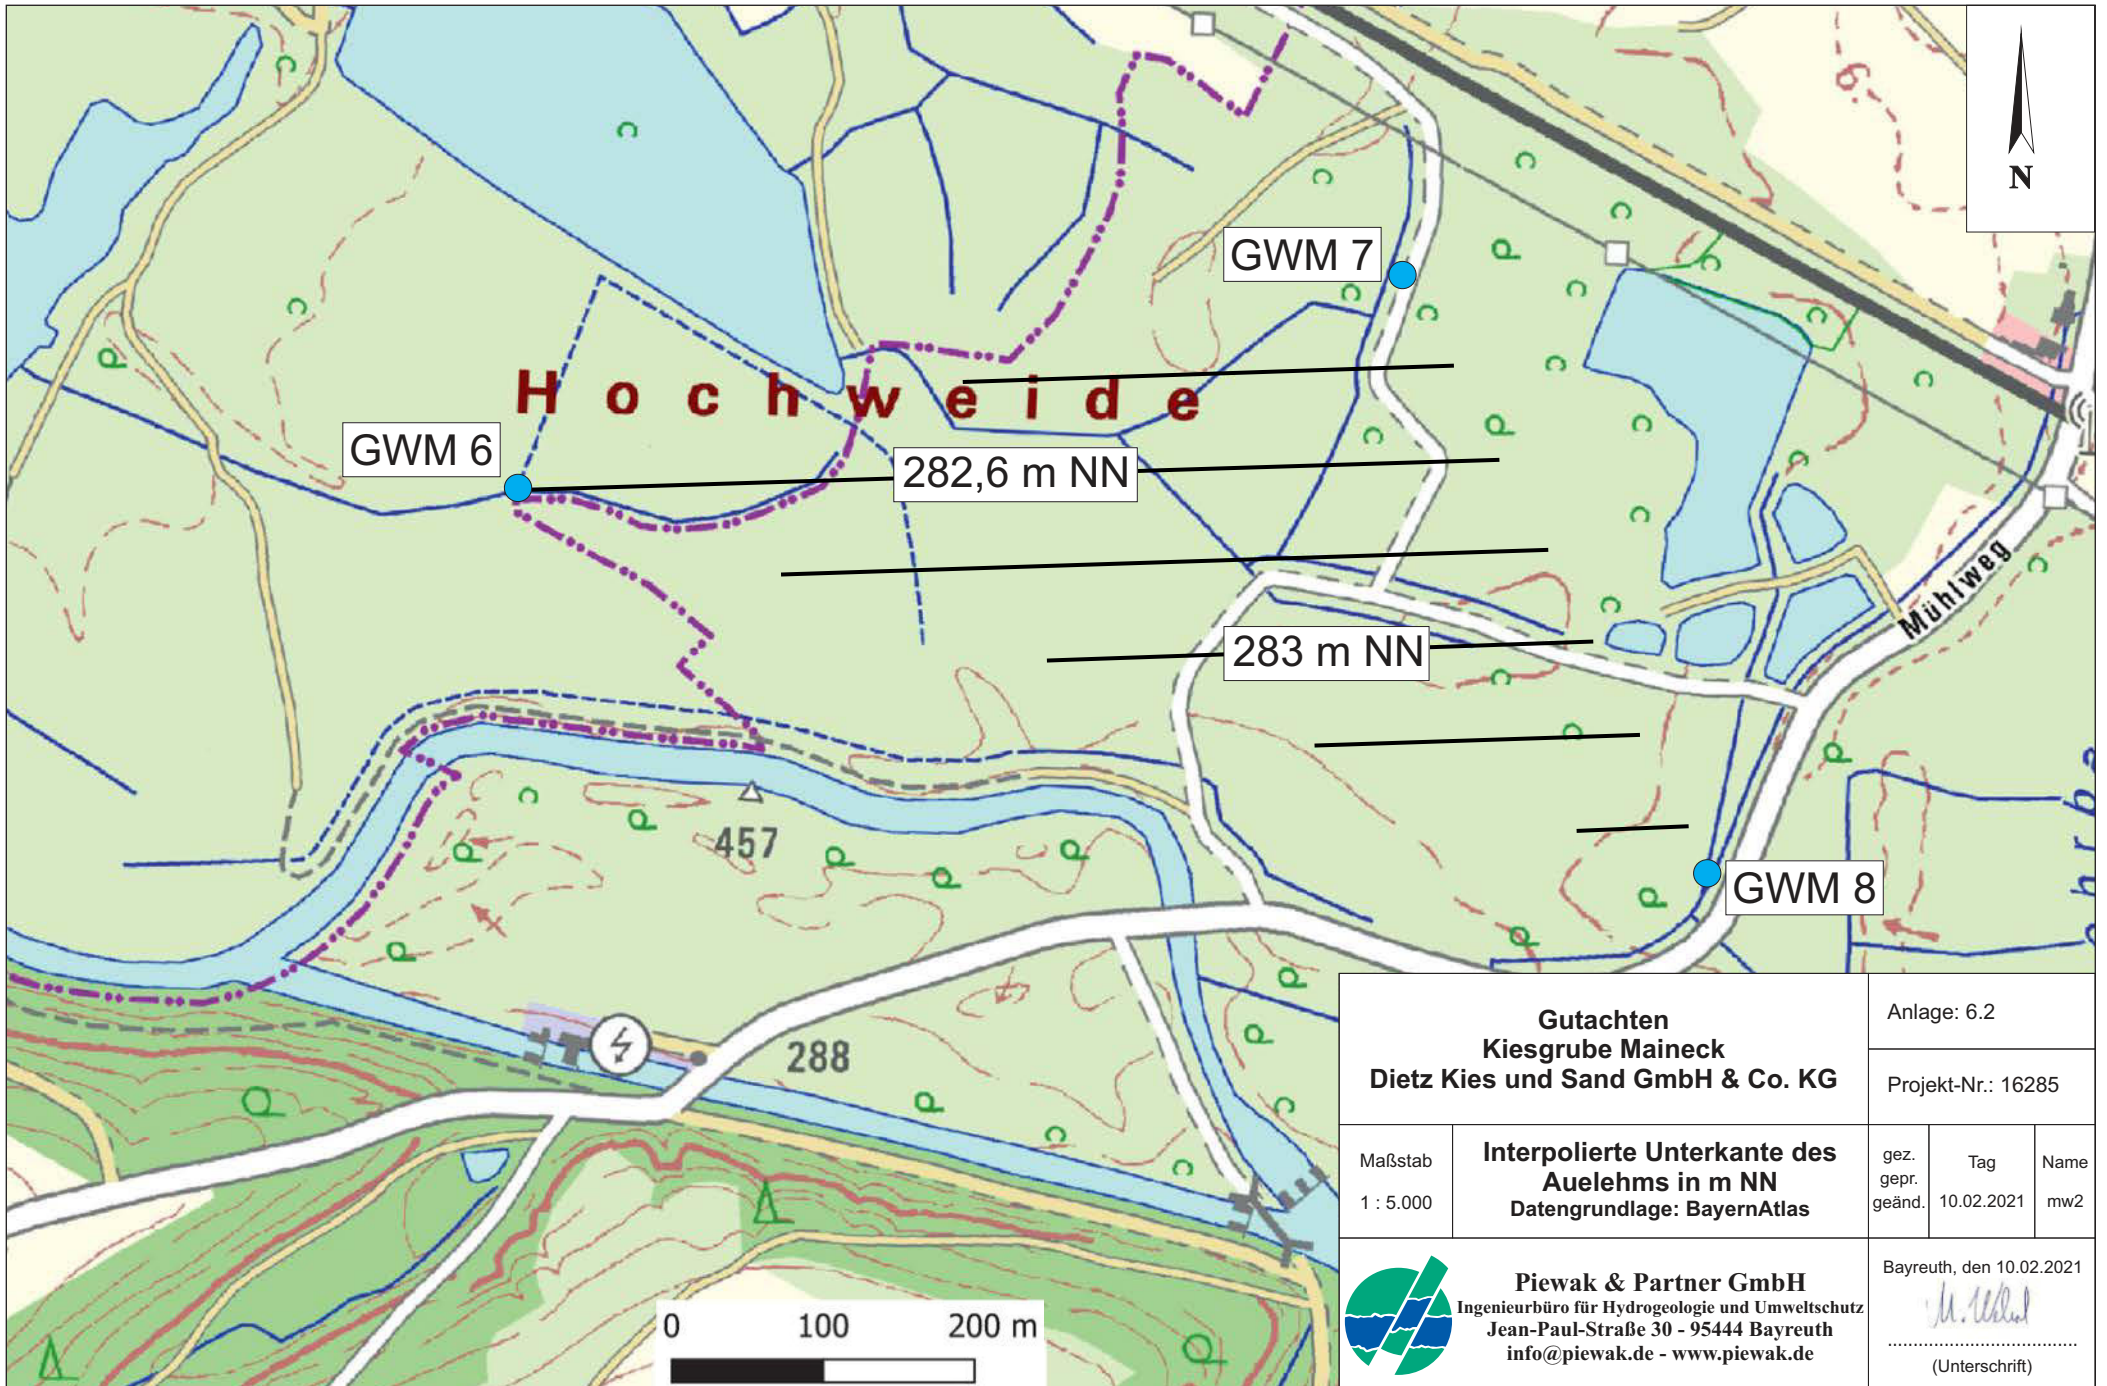 N
GWM 7
Hochweide
GWM 6
282,6 m NN
Mühlweg
283 m NN
457
GWM 8
288
0 100 200 m
Gutachten
Kiesgrube Maineck
Dietz Kies und Sand GmbH & Co. KG
Anlage: 6.2
Projekt-Nr.: 16285
Maßstab
1 : 5.000
Interpolierte Unterkante des
Auelehms in m NN
Datengrundlage: BayernAtlas
gez.
gepr.
geänd.
Tag
10.02.2021
Name
mw2
Piewak & Partner GmbH
Ingenieurbüro für Hydrogeologie und Umweltschutz
Jean-Paul-Straße 30 - 95444 Bayreuth
info@piewak.de - www.piewak.de
Bayreuth, den 10.02.2021
(Unterschrift)